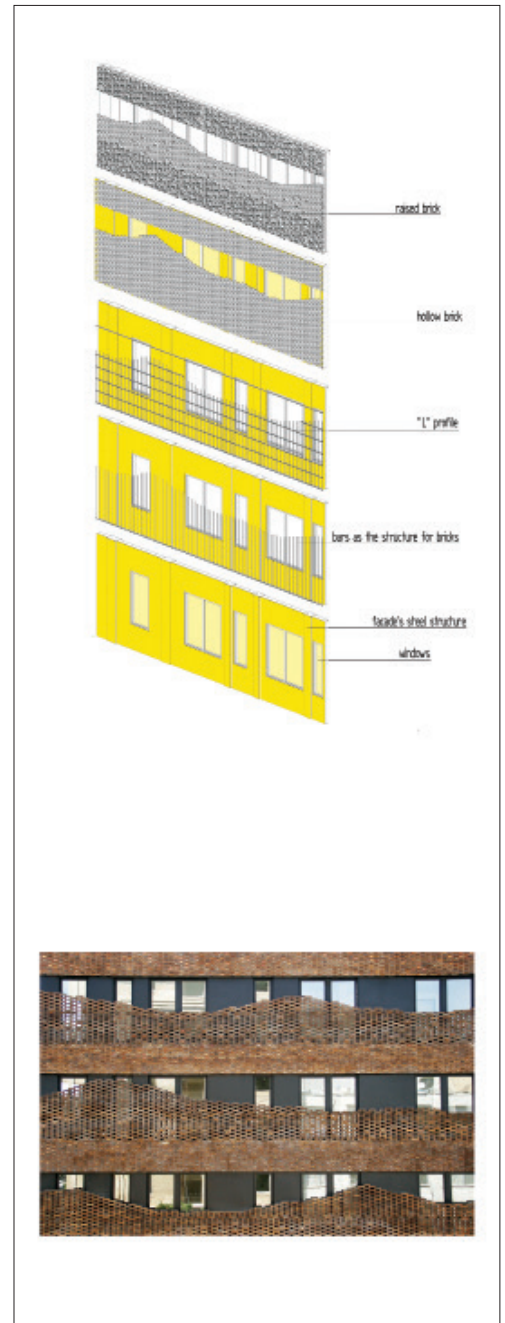 raised brick
hollow brick
"L" profile
bars as the structure for bricks
facade's steel structure
windows